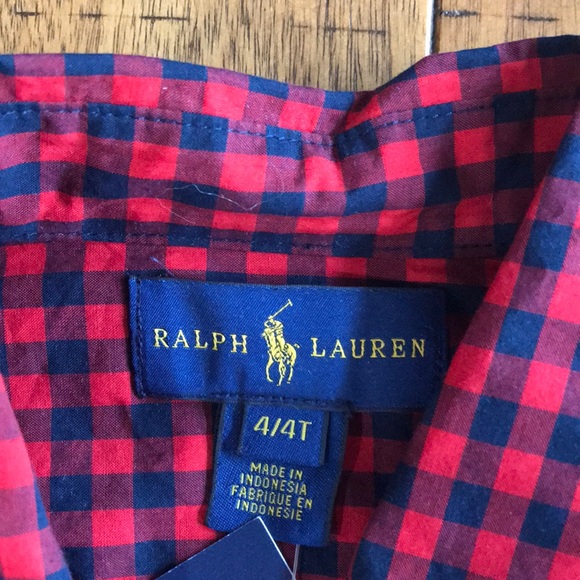 RALPH LAUREN
4/4T
MADE IN
INDONESIA
FABRIQUE EN
INDONESIE